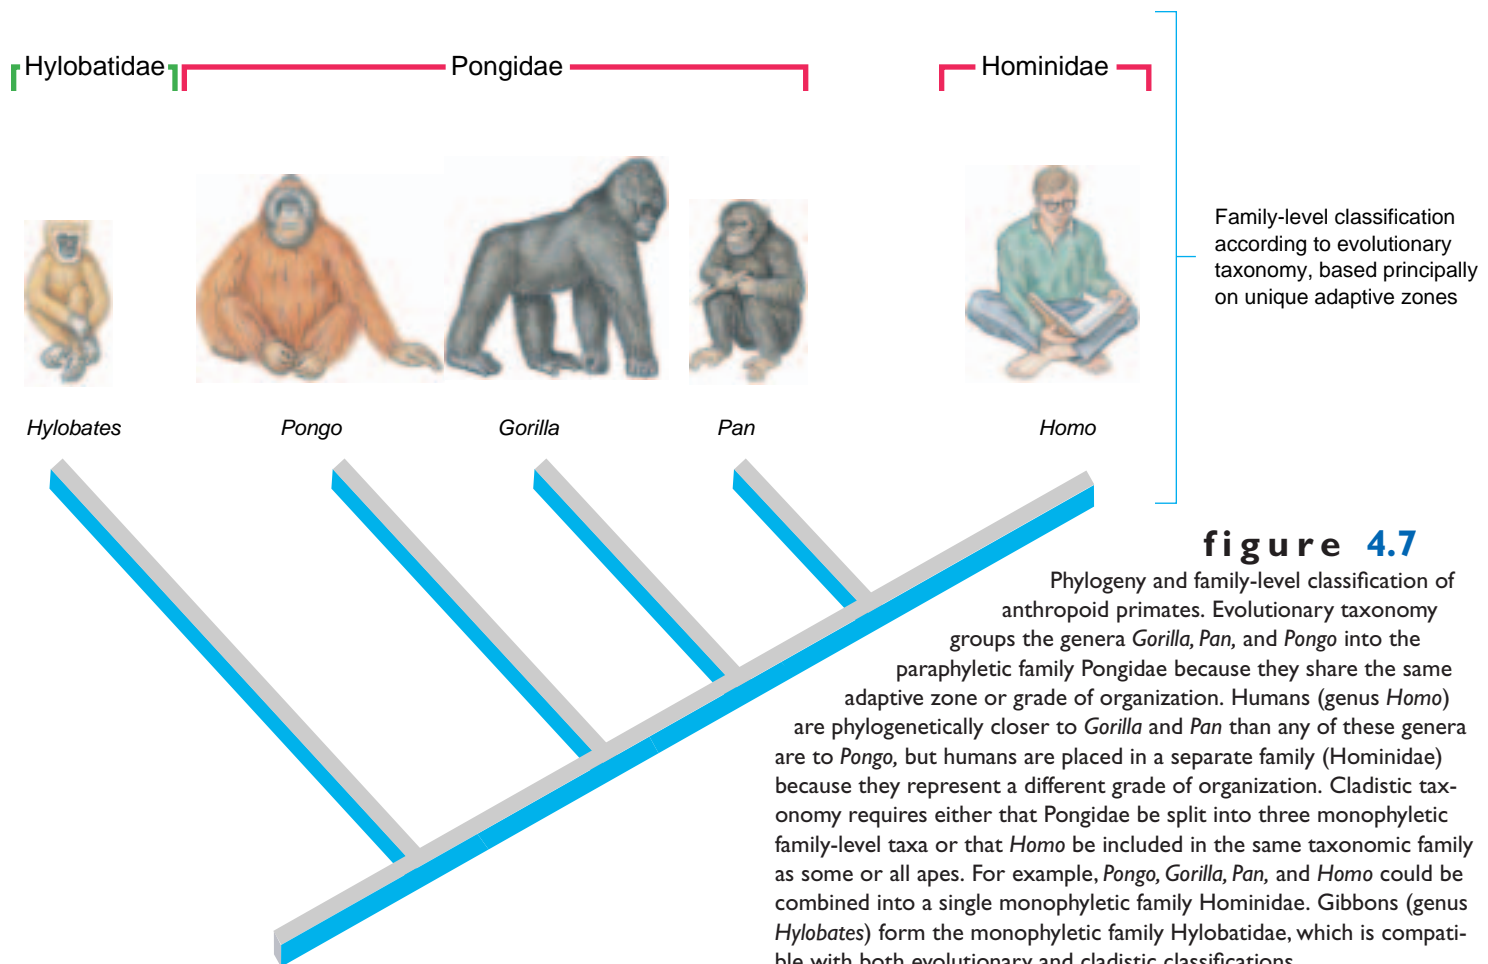 Hylobatidae
Pongidae
Hominidae
Family-level classification
according to evolutionary
taxonomy, based principally
on unique adaptive zones
Hylobates
Pongo
Gorilla
Pan
Homo
figure 4.7
Phylogeny and family-level classification of
anthropoid primates. Evolutionary taxonomy
groups the genera Gorilla, Pan, and Pongo into the
paraphyletic family Pongidae because they share the same
adaptive zone or grade of organization. Humans (genus Homo)
are phylogenetically closer to Gorilla and Pan than any of these genera
are to Pongo, but humans are placed in a separate family (Hominidae)
because they represent a different grade of organization. Cladistic tax-
onomy requires either that Pongidae be split into three monophyletic
family-level taxa or that Homo be included in the same taxonomic family
as some or all apes. For example, Pongo, Gorilla, Pan, and Homo could be
combined into a single monophyletic family Hominidae. Gibbons (genus
Hylobates) form the monophyletic family Hylobatidae, which is compati-
ble with both evolutionary and cladistic classifications.